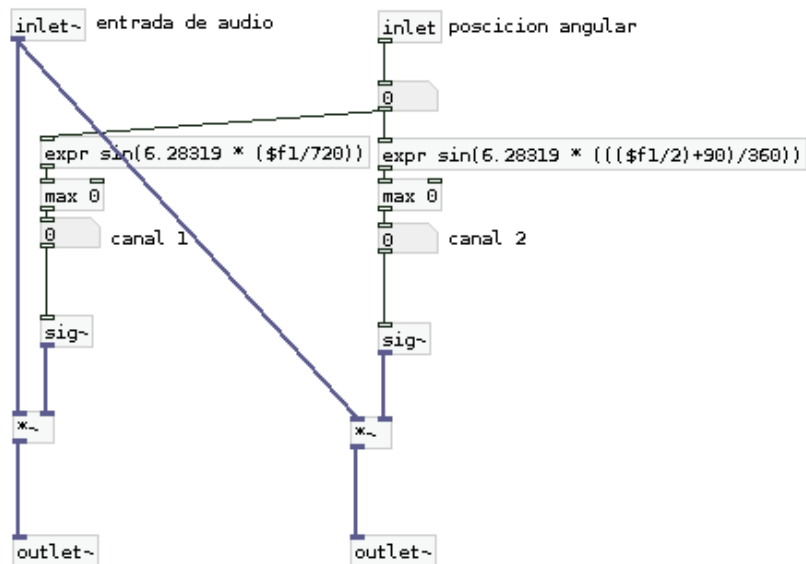 inlet~ entrada de audio
inlet poscicion angular
0
expr sin(6.28319 * ($f1/720))
expr sin(6.28319 * ((($f1/2)+90)/360))
max 0
max 0
0 canal 1
0 canal 2
sig~
sig~
*~
*~
outlet~
outlet~